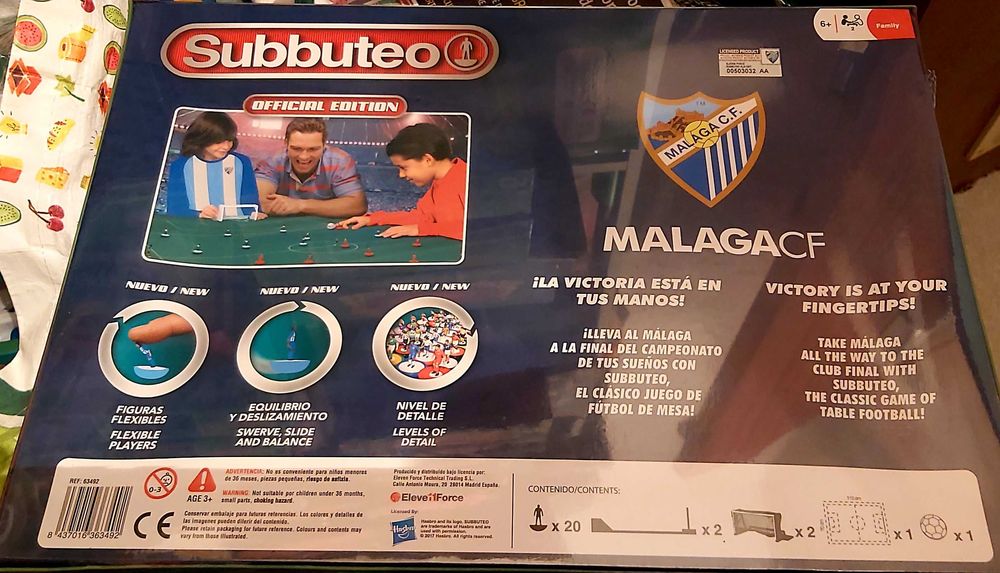 Subbuteo
OFFICIAL EDITION
6+
2
Family
LICENSED PRODUCT
00503032 AA
TM
MALAGA C.F.
MALAGACF
NUEVO / NEW
NUEVO / NEW
NUEVO / NEW
FIGURAS
FLEXIBLES
FLEXIBLE
PLAYERS
EQUILIBRIO
Y DESLIZAMIENTO
SWERVE, SLIDE
AND BALANCE
NIVEL DE
DETALLE
LEVELS OF
DETAIL
¡LA VICTORIA ESTÁ EN
TUS MANOS!
¡LLEVA AL MÁLAGA
A LA FINAL DEL CAMPEONATO
DE TUS SUEÑOS CON
SUBBUTEO,
EL CLÁSICO JUEGO DE
FÚTBOL DE MESA!
VICTORY IS AT YOUR
FINGERTIPS!
TAKE MÁLAGA
ALL THE WAY TO THE
CLUB FINAL WITH
SUBBUTEO,
THE CLASSIC GAME OF
TABLE FOOTBALL!
REF: 63492
8 437016 363492
0-3
AGE 3+
CE
ADVERTENCIA: No es conveniente para niños menores
de 36 meses, piezas pequeñas, riesgo de asfixia.
WARNING: Not suitable for children under 36 months,
small parts, choking hazard.
Conservar embalaje para futuras referencias. Los colores y detalles de
las imagenes pueden diferir del contenido.
Please retain packaging for future reference. Colours and contents may
vary from those illustrated.
Producido y distribuido bajo licencia por:
Eleven Force Technical Trading S.L.
Calle Antonio Maura, 20 28014 Madrid España.
Eleve11Force
Licensed By:
Hasbro
Hasbro and its logo, SUBBUTEO
are trademarks of Hasbro and are
used with permission.
© 2017 Hasbro. All rights reserved.
CONTENIDO/CONTENTS:
x 20
x 2
x 2
x 1
x 1